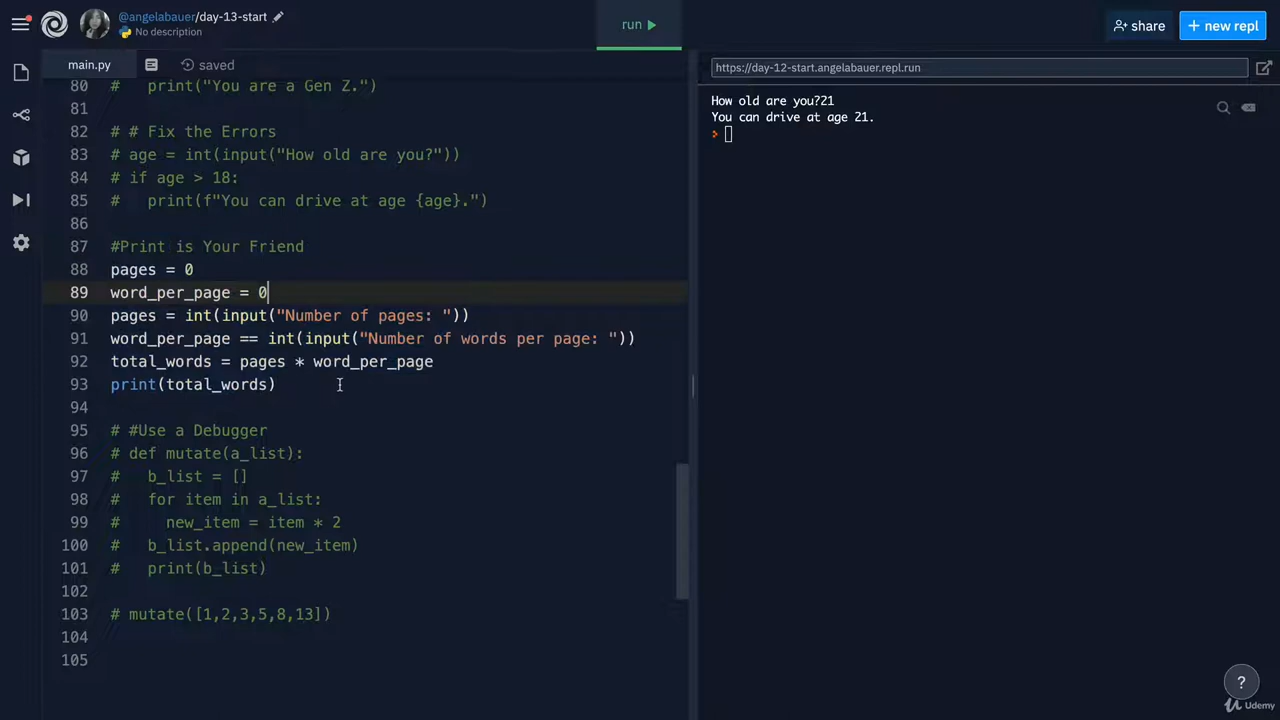 @angelabauer/day-13-start
No description
run
share
+ new repl
main.py
saved
https://day-12-start.angelabauer.repl.run
80 #   print("You are a Gen Z.")
81
82 # # Fix the Errors
83 # age = int(input("How old are you?"))
84 # if age > 18:
85 #   print(f"You can drive at age {age}.")
86
87 #Print is Your Friend
88 pages = 0
89 word_per_page = 0
90 pages = int(input("Number of pages: "))
91 word_per_page == int(input("Number of words per page: "))
92 total_words = pages * word_per_page
93 print(total_words)
94
95 # #Use a Debugger
96 # def mutate(a_list):
97 #   b_list = []
98 #   for item in a_list:
99 #     new_item = item * 2
100 #   b_list.append(new_item)
101 #   print(b_list)
102
103 # mutate([1,2,3,5,8,13])
104
105
How old are you?21
You can drive at age 21.
>
?
Udemy